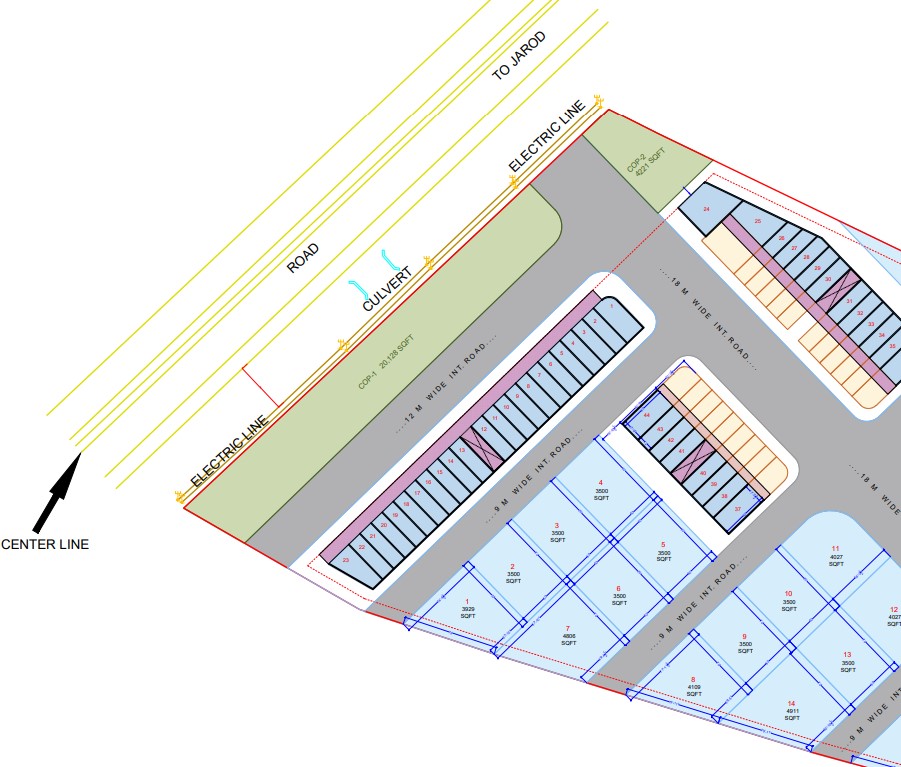 TO JAROD
ROAD
ELECTRIC LINE
CULVERT
ELECTRIC LINE
CENTER LINE
COP-2
4221 SQFT
COP-1 20,128 SQFT
....12 M WIDE INT. ROAD....
....18 M WIDE INT. ROAD....
....9 M WIDE INT. ROAD....
....9 M WIDE INT. ROAD....
....18 M WIDE
....9 M WIDE INT
24
25
26
27
28
29
30
31
32
33
34
35
1
2
3
4
5
6
7
8
9
10
11
12
13
14
15
16
17
18
19
20
21
22
23
44
43
42
41
40
39
38
37
4
3500
SQFT
3
3500
SQFT
2
3500
SQFT
1
3929
SQFT
5
3500
SQFT
6
3500
SQFT
7
4806
SQFT
11
4027
SQFT
10
3500
SQFT
9
3500
SQFT
8
4109
SQFT
12
4027
SQFT
13
3500
SQFT
14
4911
SQFT